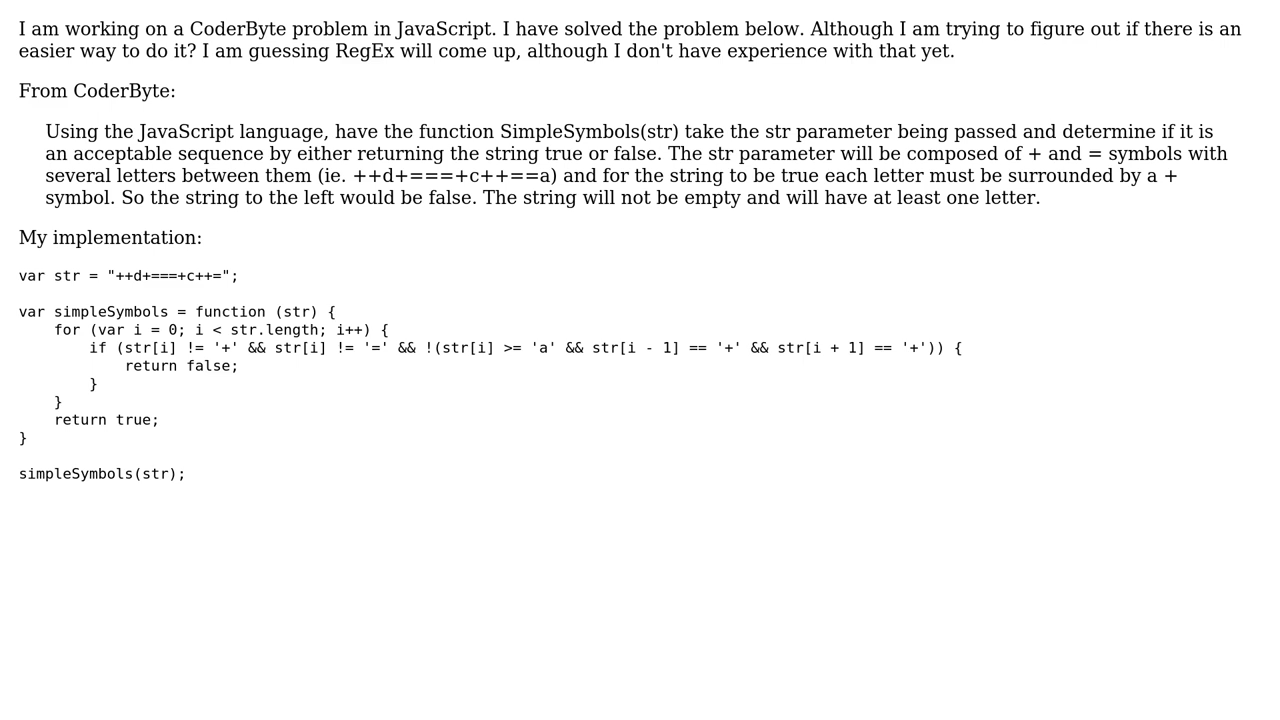 I am working on a CoderByte problem in JavaScript. I have solved the problem below. Although I am trying to figure out if there is an
easier way to do it? I am guessing RegEx will come up, although I don't have experience with that yet.
From CoderByte:
Using the JavaScript language, have the function SimpleSymbols(str) take the str parameter being passed and determine if it is
an acceptable sequence by either returning the string true or false. The str parameter will be composed of + and = symbols with
several letters between them (ie. ++d+===+c++==a) and for the string to be true each letter must be surrounded by a +
symbol. So the string to the left would be false. The string will not be empty and will have at least one letter.
My implementation:
var str = "++d+===+c++=";
var simpleSymbols = function (str) {
    for (var i = 0; i < str.length; i++) {
        if (str[i] != '+' && str[i] != '=' && !(str[i] >= 'a' && str[i - 1] == '+' && str[i + 1] == '+')) {
            return false;
        }
    }
    return true;
}
simpleSymbols(str);